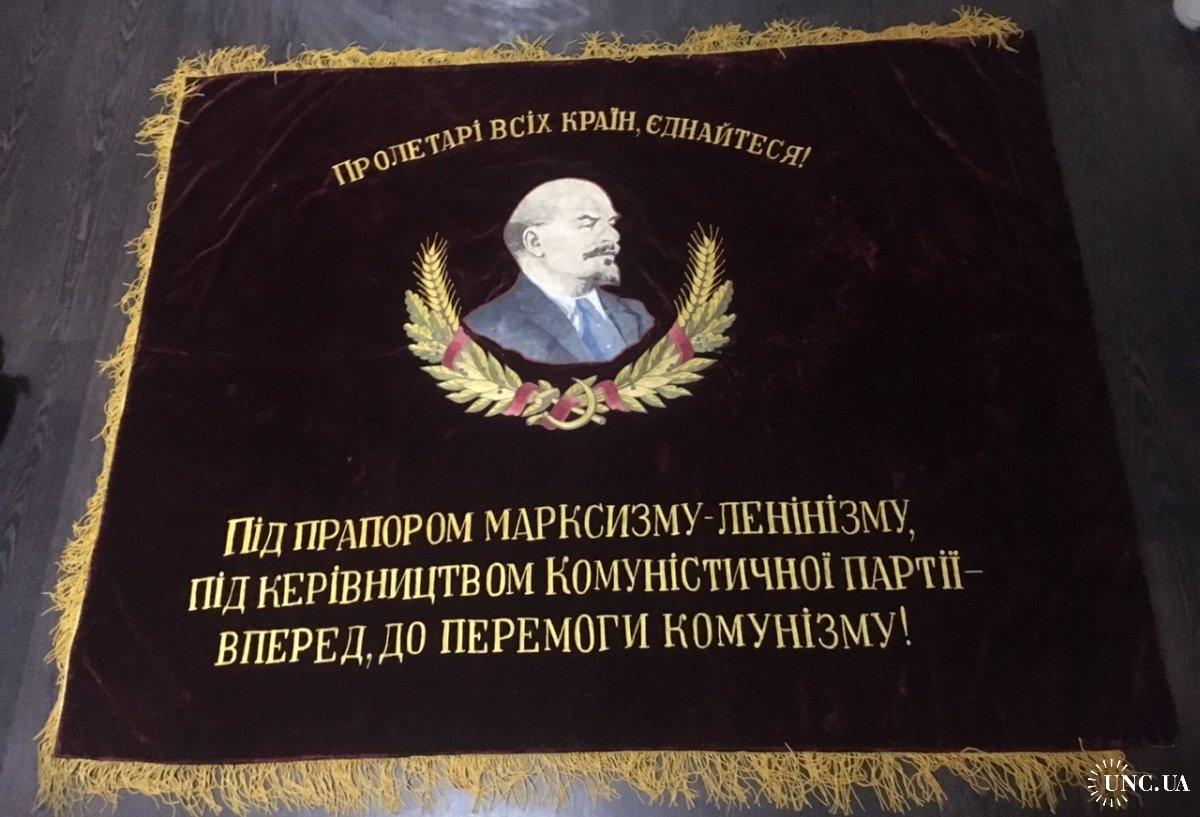 Пролетарі всіх країн, єднайтеся!
Під прапором марксизму-ленінізму,
під керівництвом Комуністичної партії–
вперед, до перемоги комунізму!
UNC.UA